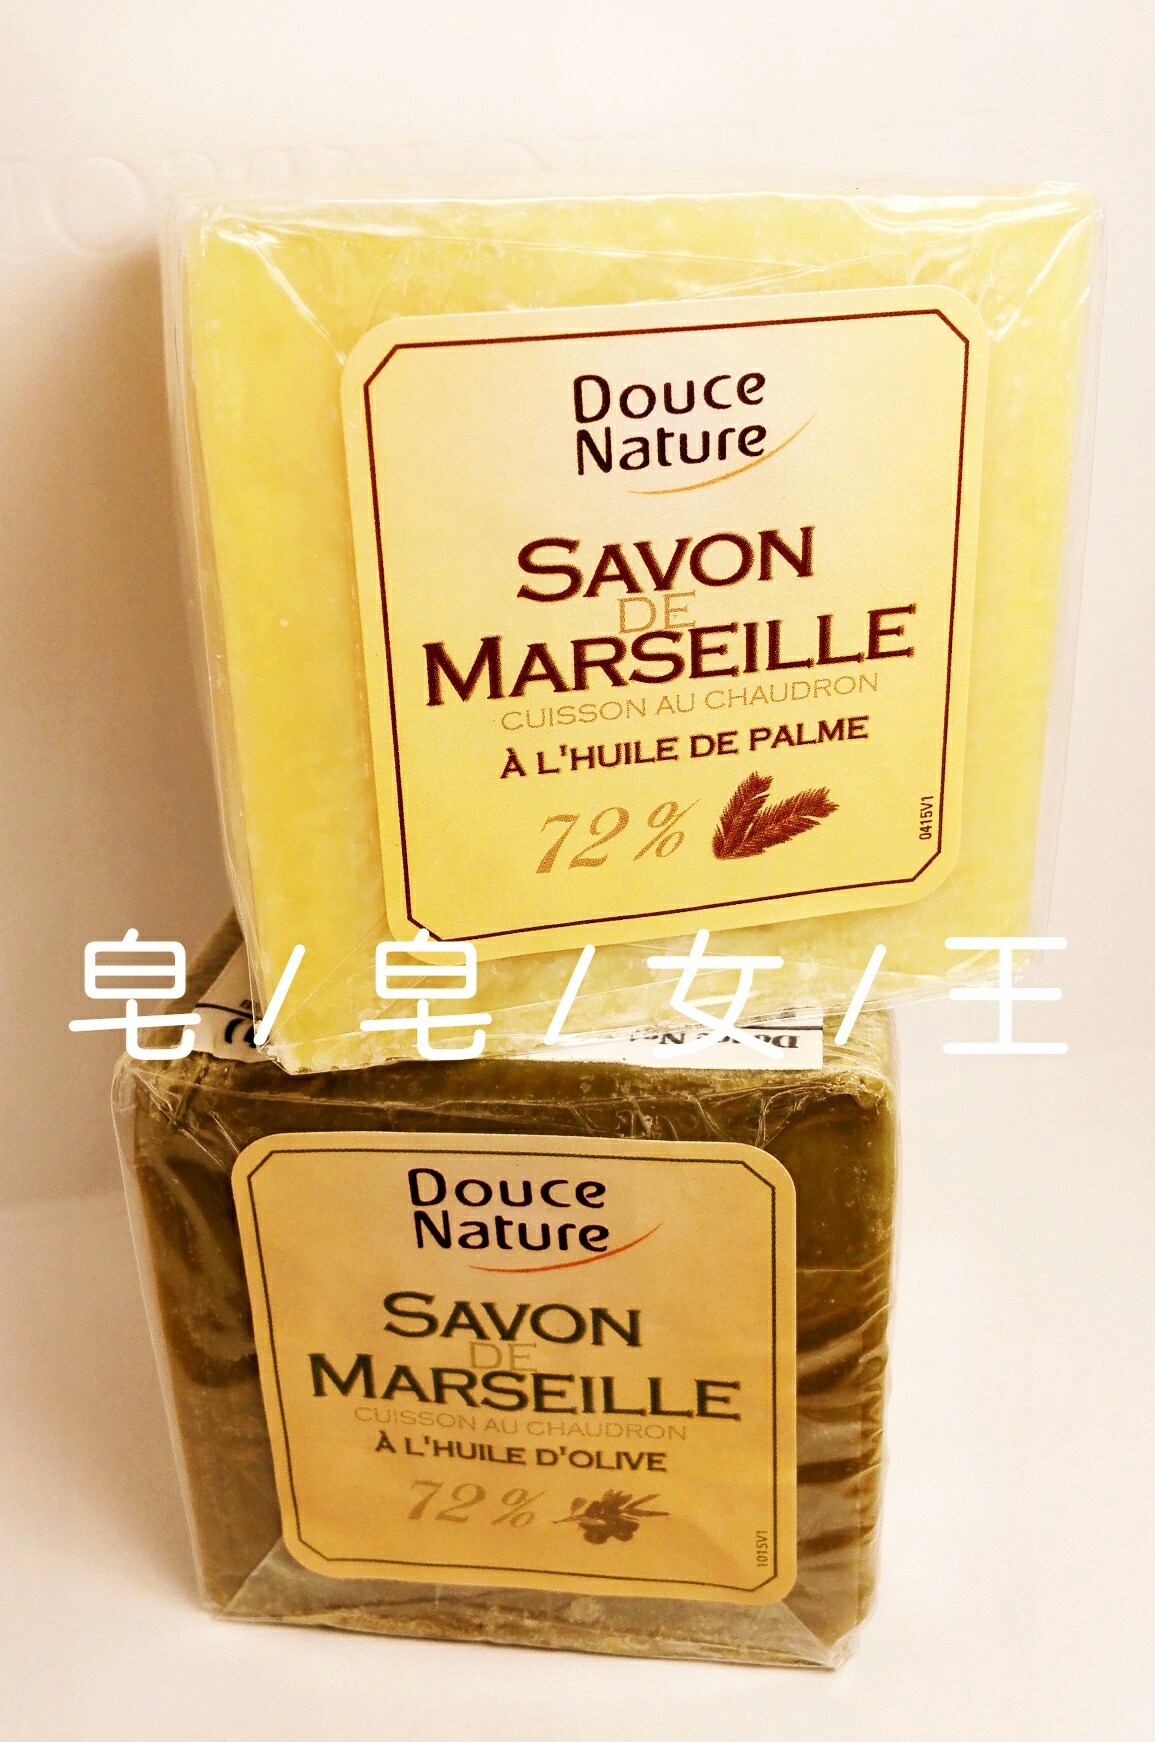 Douce
Nature
SAVON
DE
MARSEILLE
CUISSON AU CHAUDRON
À L'HUILE DE PALME
72%
0415V1
皂/皂/女/王
Douce
Nature
SAVON
DE
MARSEILLE
CUISSON AU CHAUDRON
À L'HUILE D'OLIVE
72%
1015V1